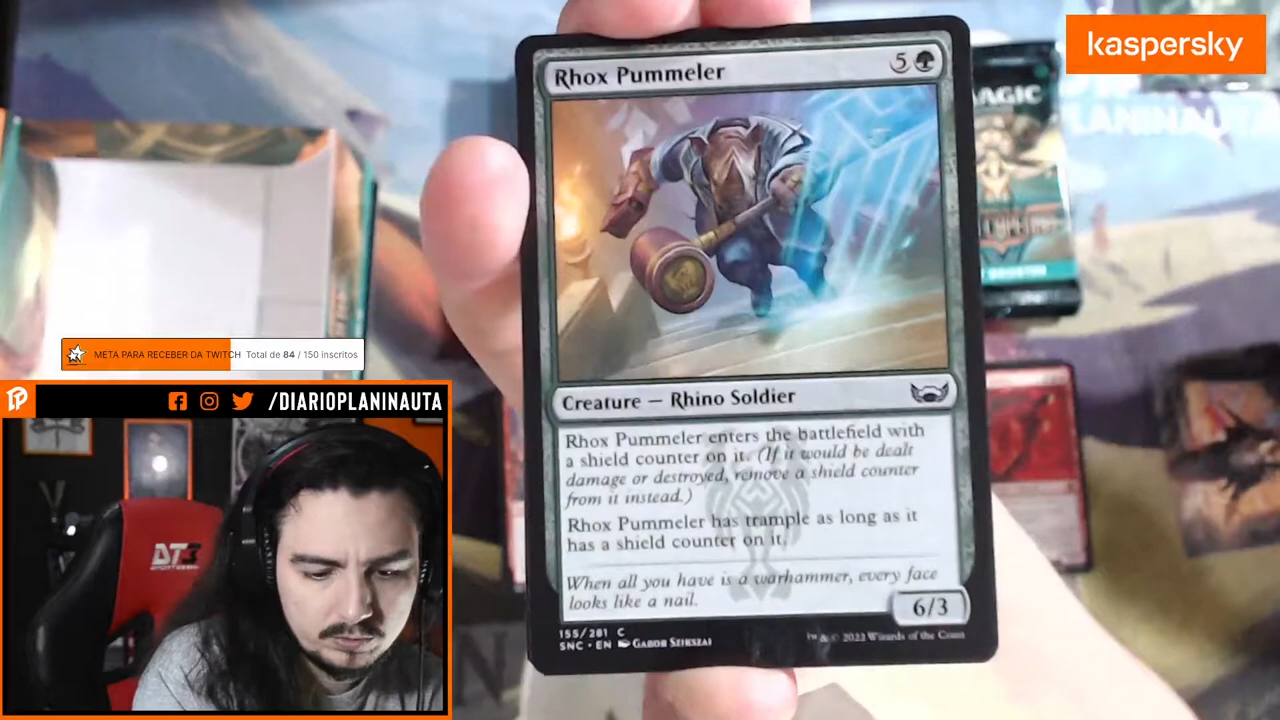 kaspersky
MAGIC
Rhox Pummeler
5
Creature — Rhino Soldier
Rhox Pummeler enters the battlefield with
a shield counter on it. (If it would be dealt
damage or destroyed, remove a shield counter
from it instead.)
Rhox Pummeler has trample as long as it
has a shield counter on it.
When all you have is a warhammer, every face
looks like a nail.
6/3
155/281 C
SNC • EN Gabor Szikszai
™ & © 2022 Wizards of the Coast
META PARA RECEBER DA TWITCH Total de 84 / 150 inscritos
/DIARIOPLANINAUTA
DT3